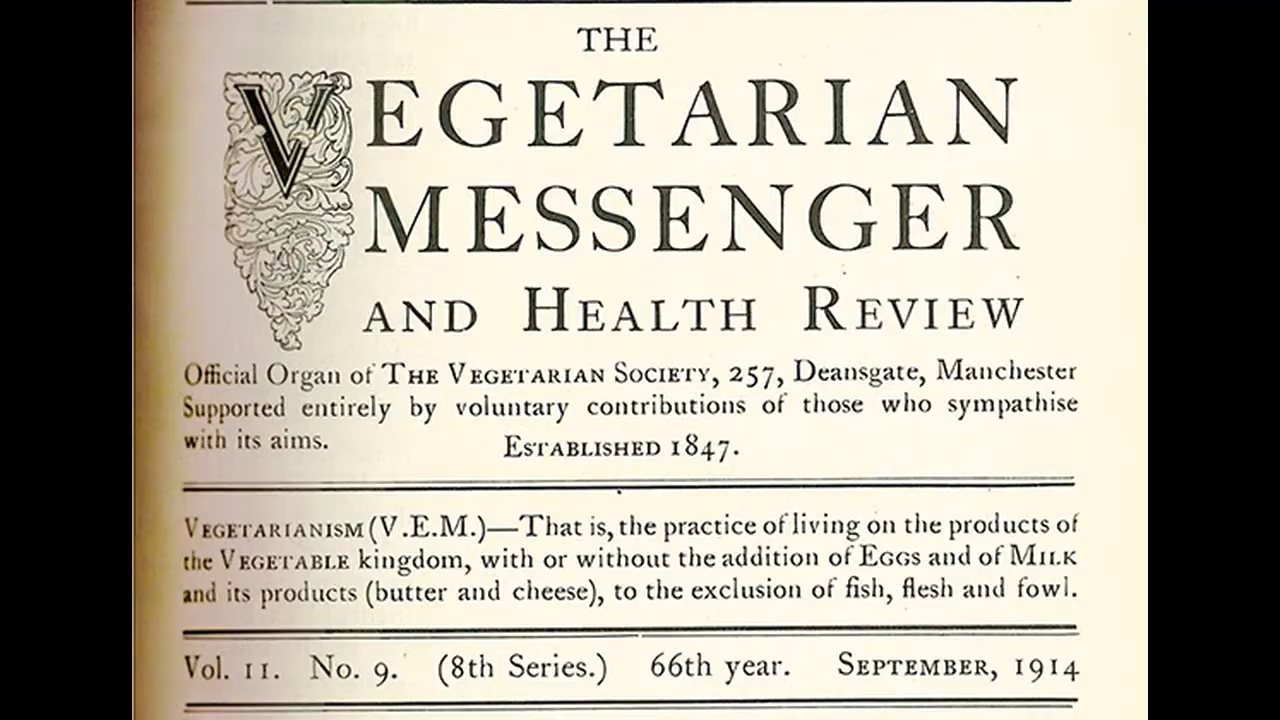 THE
VEGETARIAN
MESSENGER
AND HEALTH REVIEW
Official Organ of THE VEGETARIAN SOCIETY, 257, Deansgate, Manchester
Supported entirely by voluntary contributions of those who sympathise
with its aims. ESTABLISHED 1847.
VEGETARIANISM (V.E.M.)—That is, the practice of living on the products of
the VEGETABLE kingdom, with or without the addition of EGGS and of MILK
and its products (butter and cheese), to the exclusion of fish, flesh and fowl.
Vol. 11. No. 9. (8th Series.) 66th year. SEPTEMBER, 1914